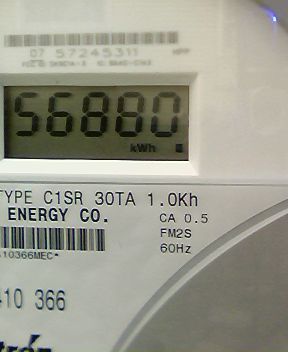 07 57245311
56880
kWh
TYPE C1SR 30TA 1.0Kh
ENERGY CO.
CA 0.5
FM2S
60Hz
10366MEC*
10 366